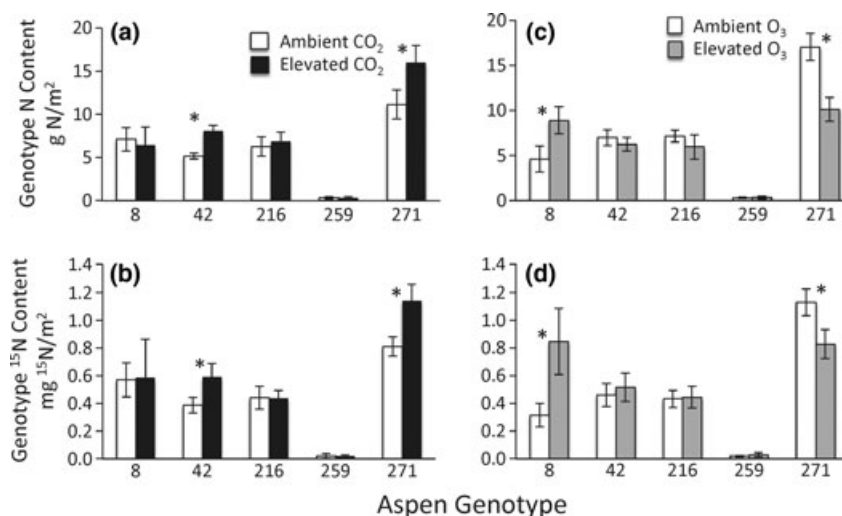 (a)
Ambient CO₂
Elevated CO₂
Genotype N Content
g N/m²
20
15
10
5
0
*
*
8 42 216 259 271
(c)
Ambient O₃
Elevated O₃
20
15
10
5
0
*
*
8 42 216 259 271
(b)
Genotype ¹⁵N Content
mg ¹⁵N/m²
1.4
1.2
1.0
0.8
0.6
0.4
0.2
0.0
*
*
8 42 216 259 271
(d)
1.4
1.2
1.0
0.8
0.6
0.4
0.2
0.0
*
*
8 42 216 259 271
Aspen Genotype